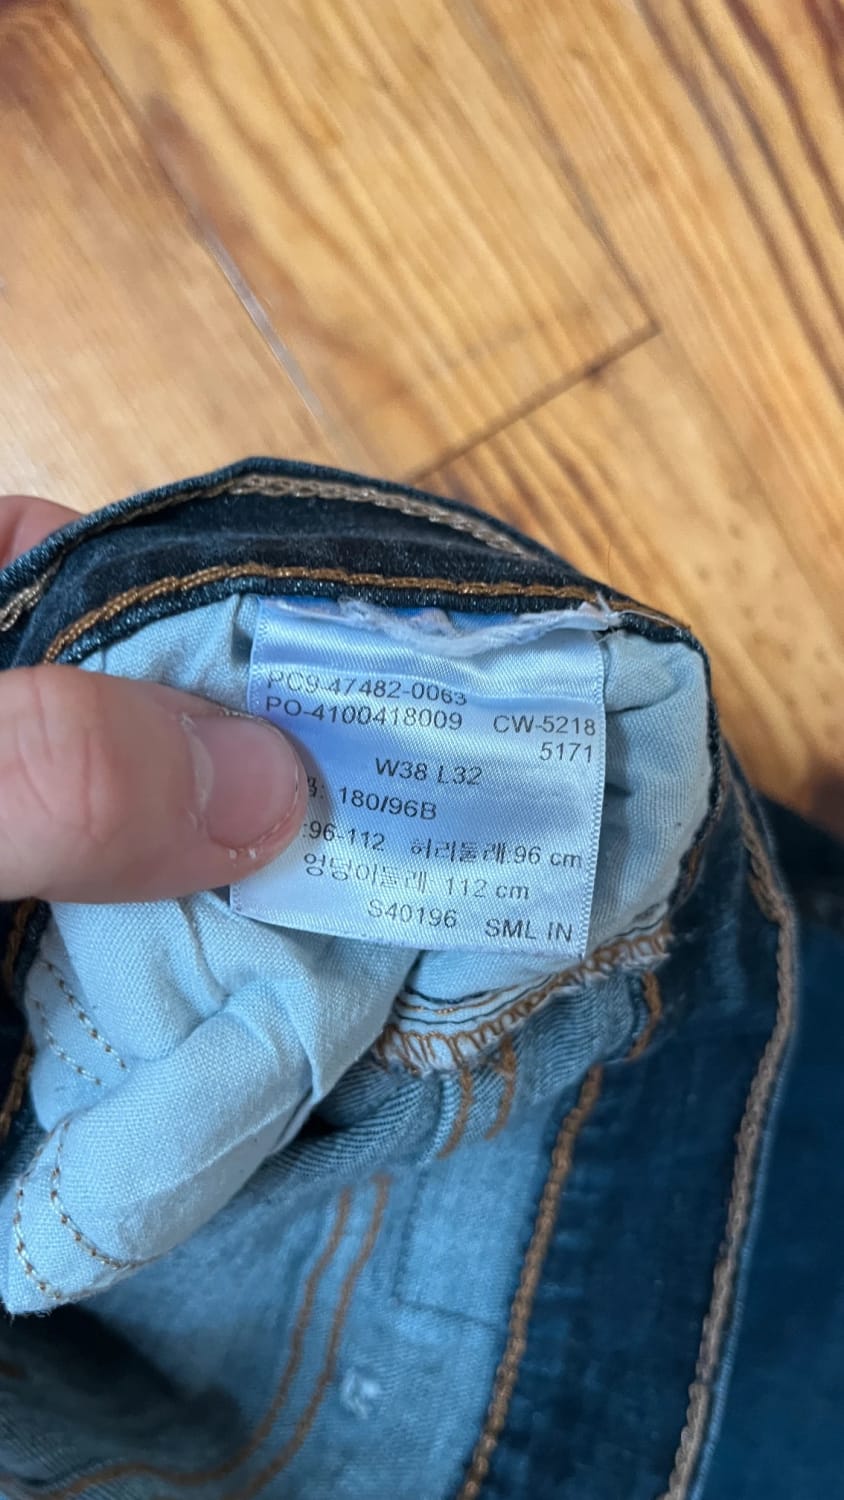 PC9-47482-0063
PO-4100418009 CW-5218
5171
W38 L32
180/96B
:96-112 허리둘레:96 cm
엉덩이둘레 112 cm
S40196 SML IN